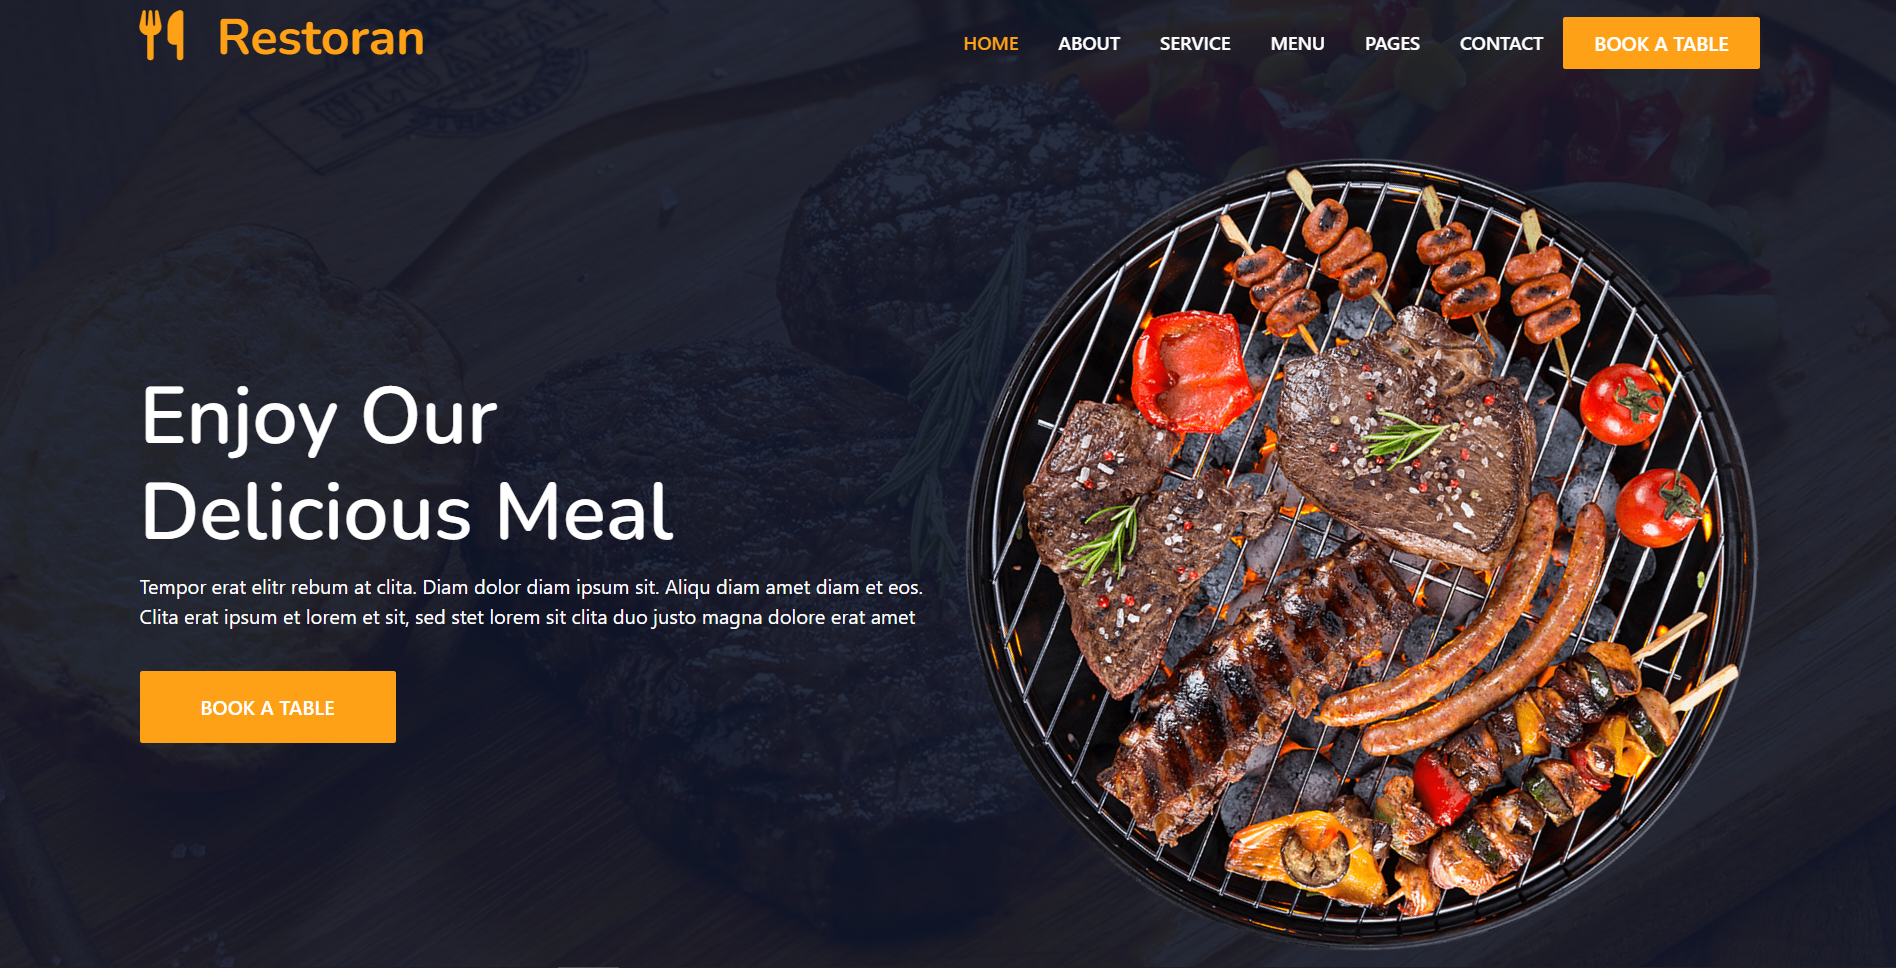 Restoran
HOME ABOUT SERVICE MENU PAGES CONTACT BOOK A TABLE
Enjoy Our
Delicious Meal
Tempor erat elitr rebum at clita. Diam dolor diam ipsum sit. Aliqu diam amet diam et eos.
Clita erat ipsum et lorem et sit, sed stet lorem sit clita duo justo magna dolore erat amet
BOOK A TABLE